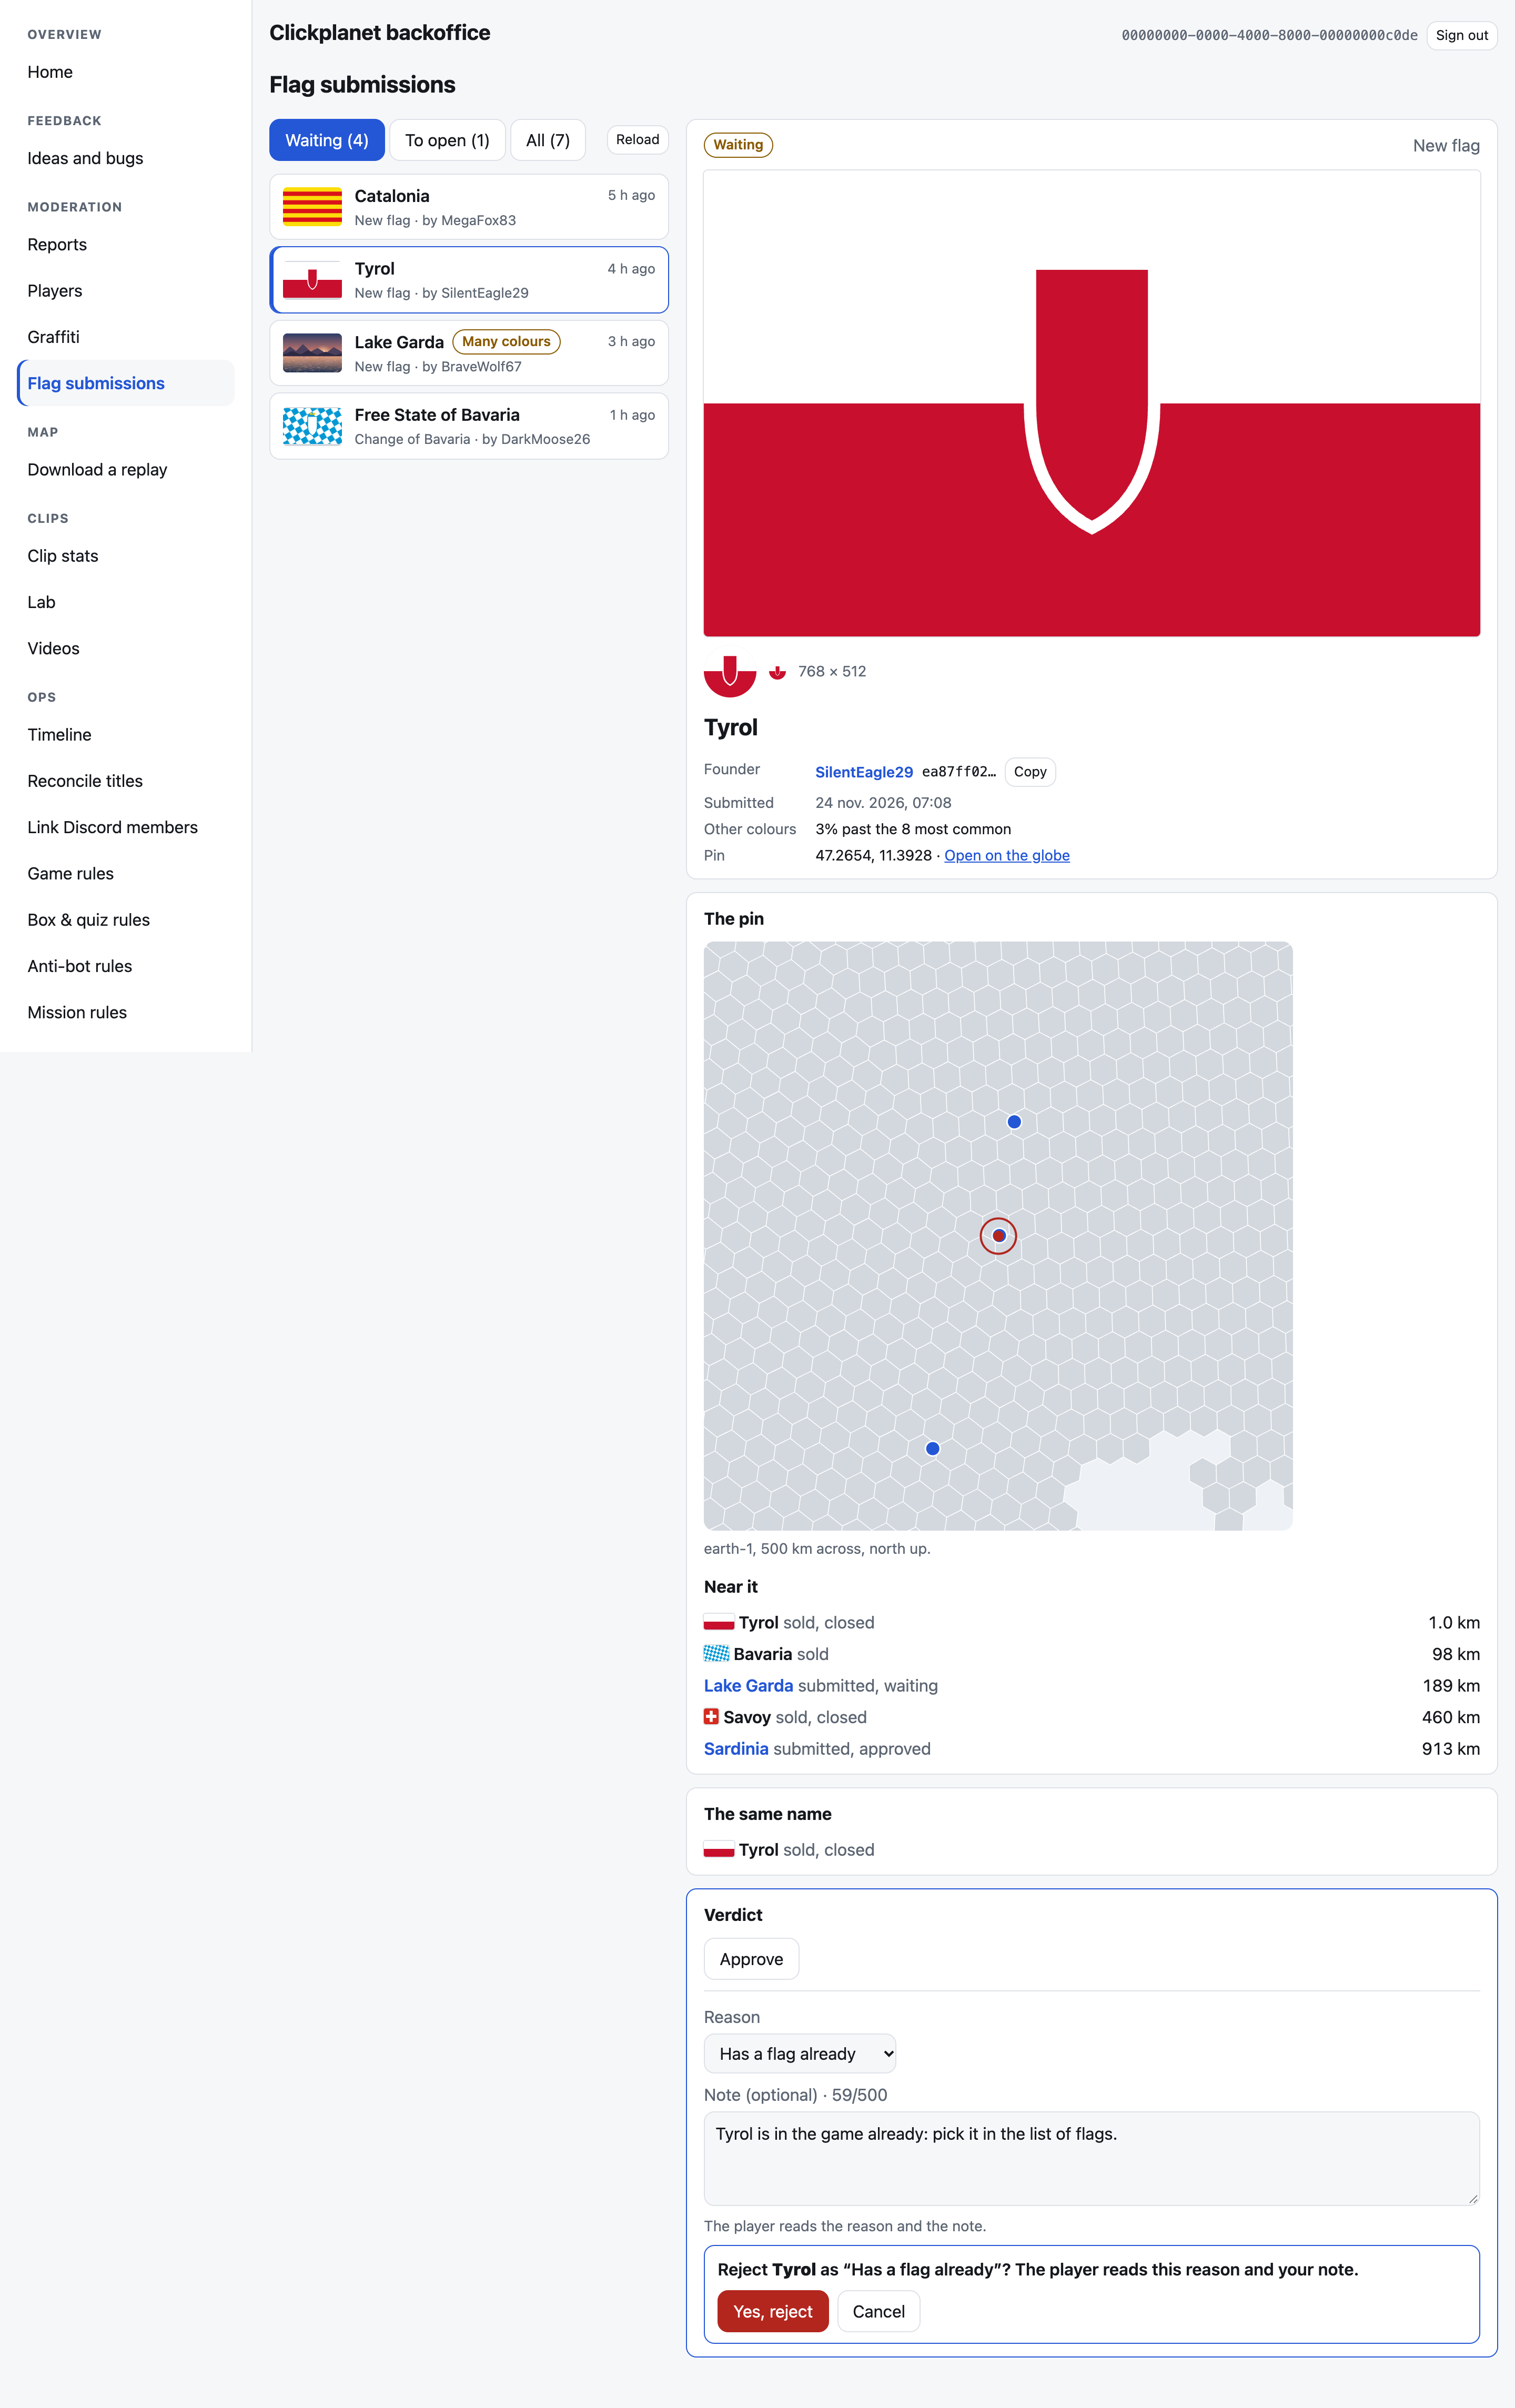 OVERVIEW
Home
FEEDBACK
Ideas and bugs
MODERATION
Reports
Players
Graffiti
Flag submissions
MAP
Download a replay
CLIPS
Clip stats
Lab
Videos
OPS
Timeline
Reconcile titles
Link Discord members
Game rules
Box & quiz rules
Anti-bot rules
Mission rules
Clickplanet backoffice
00000000-0000-4000-8000-00000000c0de
Sign out
Flag submissions
Waiting (4)
To open (1)
All (7)
Reload
Catalonia
5 h ago
New flag · by MegaFox83
Tyrol
4 h ago
New flag · by SilentEagle29
Lake Garda
Many colours
3 h ago
New flag · by BraveWolf67
Free State of Bavaria
1 h ago
Change of Bavaria · by DarkMoose26
Waiting
New flag
768 × 512
Tyrol
Founder SilentEagle29 ea87ff02… Copy
Submitted 24 nov. 2026, 07:08
Other colours 3% past the 8 most common
Pin 47.2654, 11.3928 · Open on the globe
The pin
earth-1, 500 km across, north up.
Near it
Tyrol sold, closed 1.0 km
Bavaria sold 98 km
Lake Garda submitted, waiting 189 km
Savoy sold, closed 460 km
Sardinia submitted, approved 913 km
The same name
Tyrol sold, closed
Verdict
Approve
Reason
Has a flag already
Note (optional) · 59/500
Tyrol is in the game already: pick it in the list of flags.
The player reads the reason and the note.
Reject Tyrol as “Has a flag already”? The player reads this reason and your note.
Yes, reject
Cancel